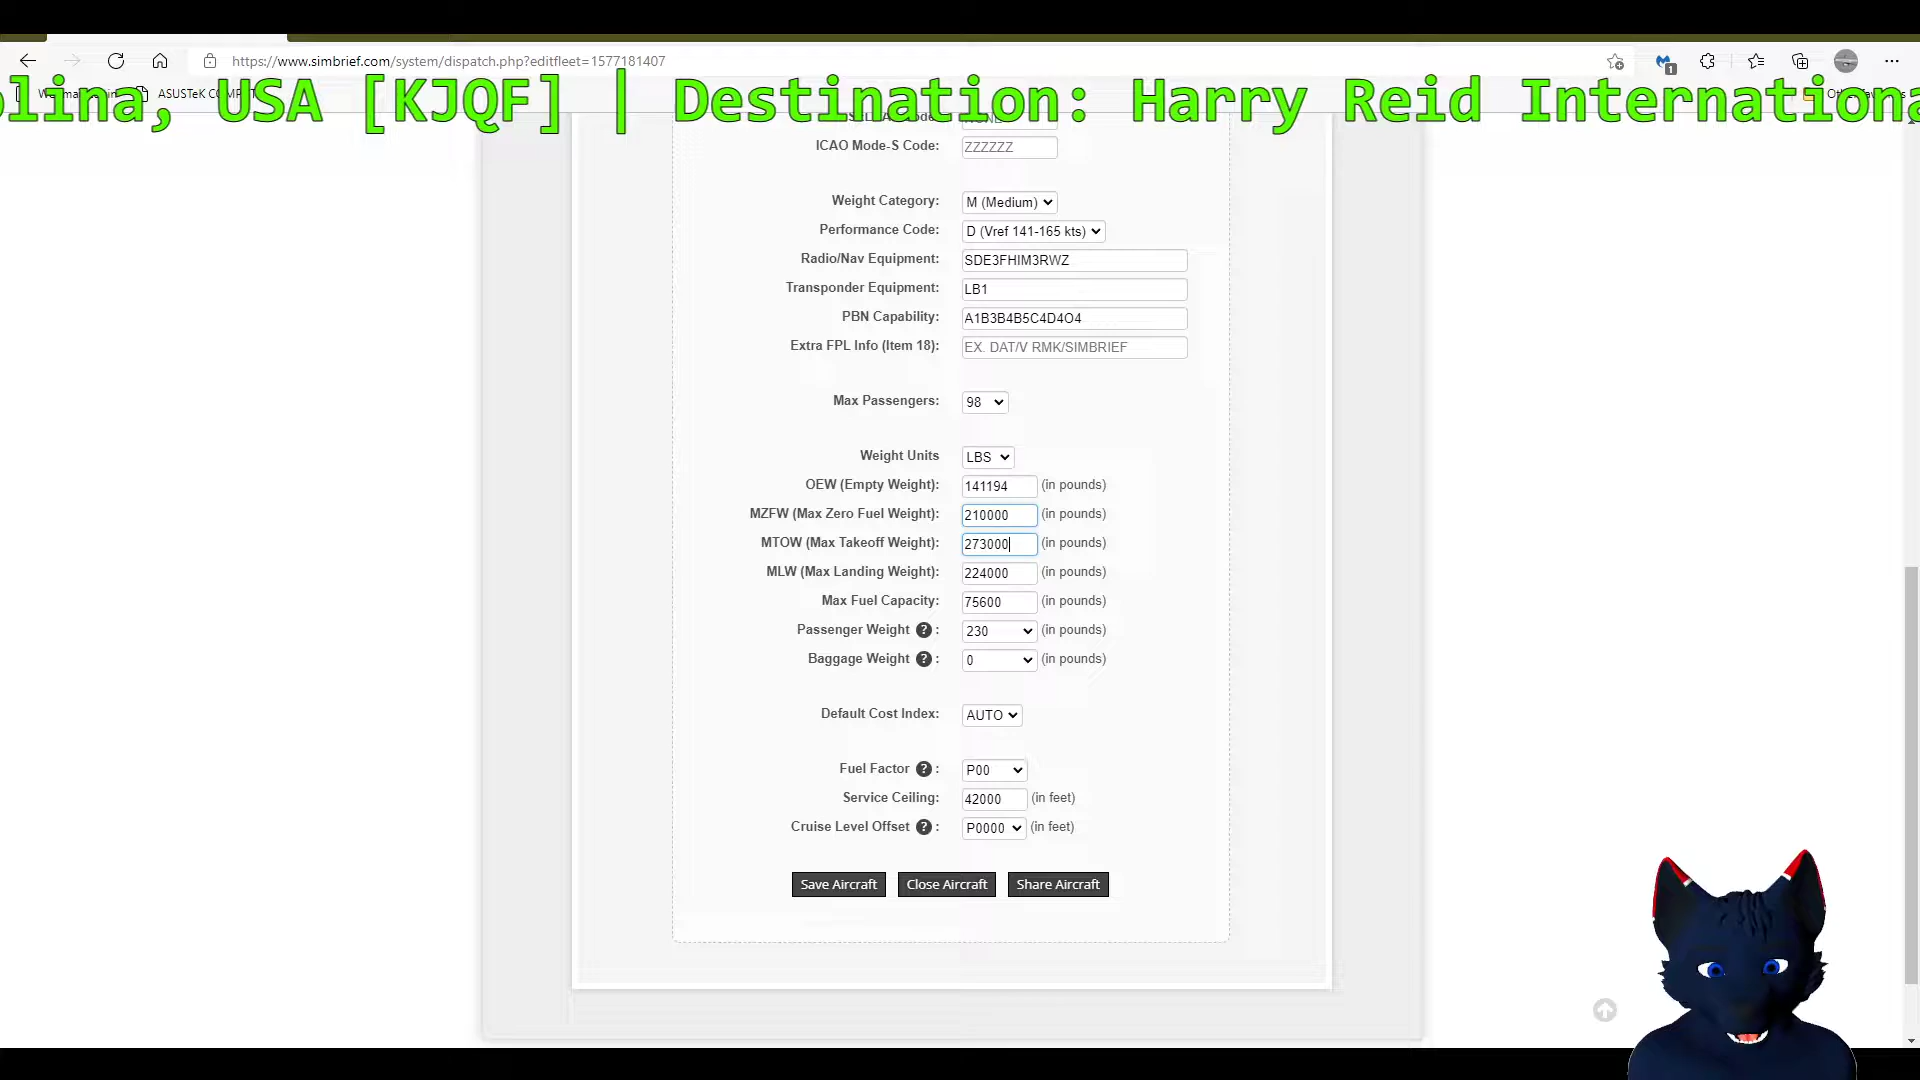 https://www.simbrief.com/system/dispatch.php?editfleet=1577181407
1
olina, USA [KJQF] | Destination: Harry Reid Internationa
ICAO Mode-S Code: ZZZZZZ
Weight Category: M (Medium)
Performance Code: D (Vref 141-165 kts)
Radio/Nav Equipment: SDE3FHIM3RWZ
Transponder Equipment: LB1
PBN Capability: A1B3B4B5C4D4O4
Extra FPL Info (Item 18): EX. DAT/V RMK/SIMBRIEF
Max Passengers: 98
Weight Units LBS
OEW (Empty Weight): 141194 (in pounds)
MZFW (Max Zero Fuel Weight): 210000 (in pounds)
MTOW (Max Takeoff Weight): 273000 (in pounds)
MLW (Max Landing Weight): 224000 (in pounds)
Max Fuel Capacity: 75600 (in pounds)
Passenger Weight ? : 230 (in pounds)
Baggage Weight ? : 0 (in pounds)
Default Cost Index: AUTO
Fuel Factor ? : P00
Service Ceiling: 42000 (in feet)
Cruise Level Offset ? : P0000 (in feet)
Save Aircraft Close Aircraft Share Aircraft